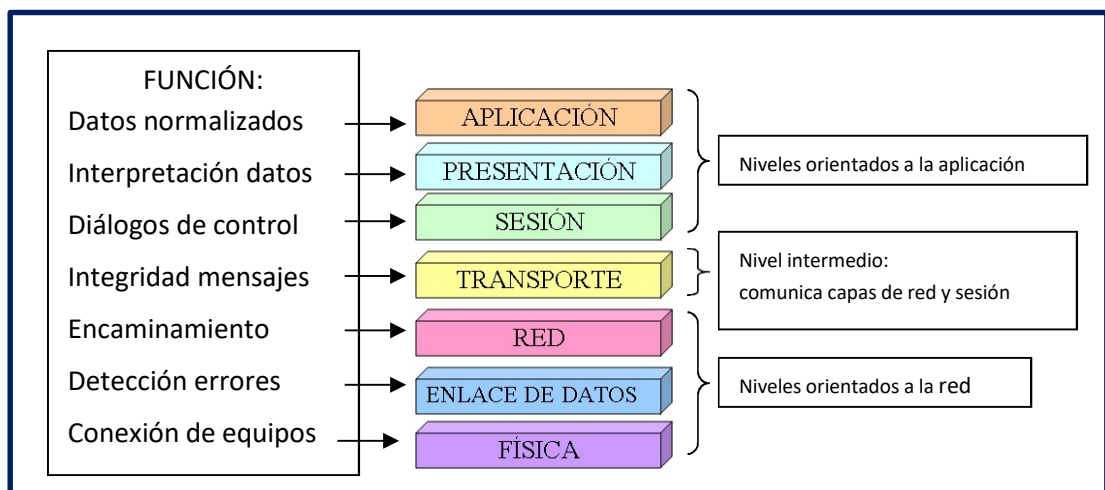 FUNCIÓN:
Datos normalizados
Interpretación datos
Diálogos de control
Integridad mensajes
Encaminamiento
Detección errores
Conexión de equipos
APLICACIÓN
PRESENTACIÓN
SESIÓN
TRANSPORTE
RED
ENLACE DE DATOS
FÍSICA
Niveles orientados a la aplicación
Nivel intermedio:
comunica capas de red y sesión
Niveles orientados a la red